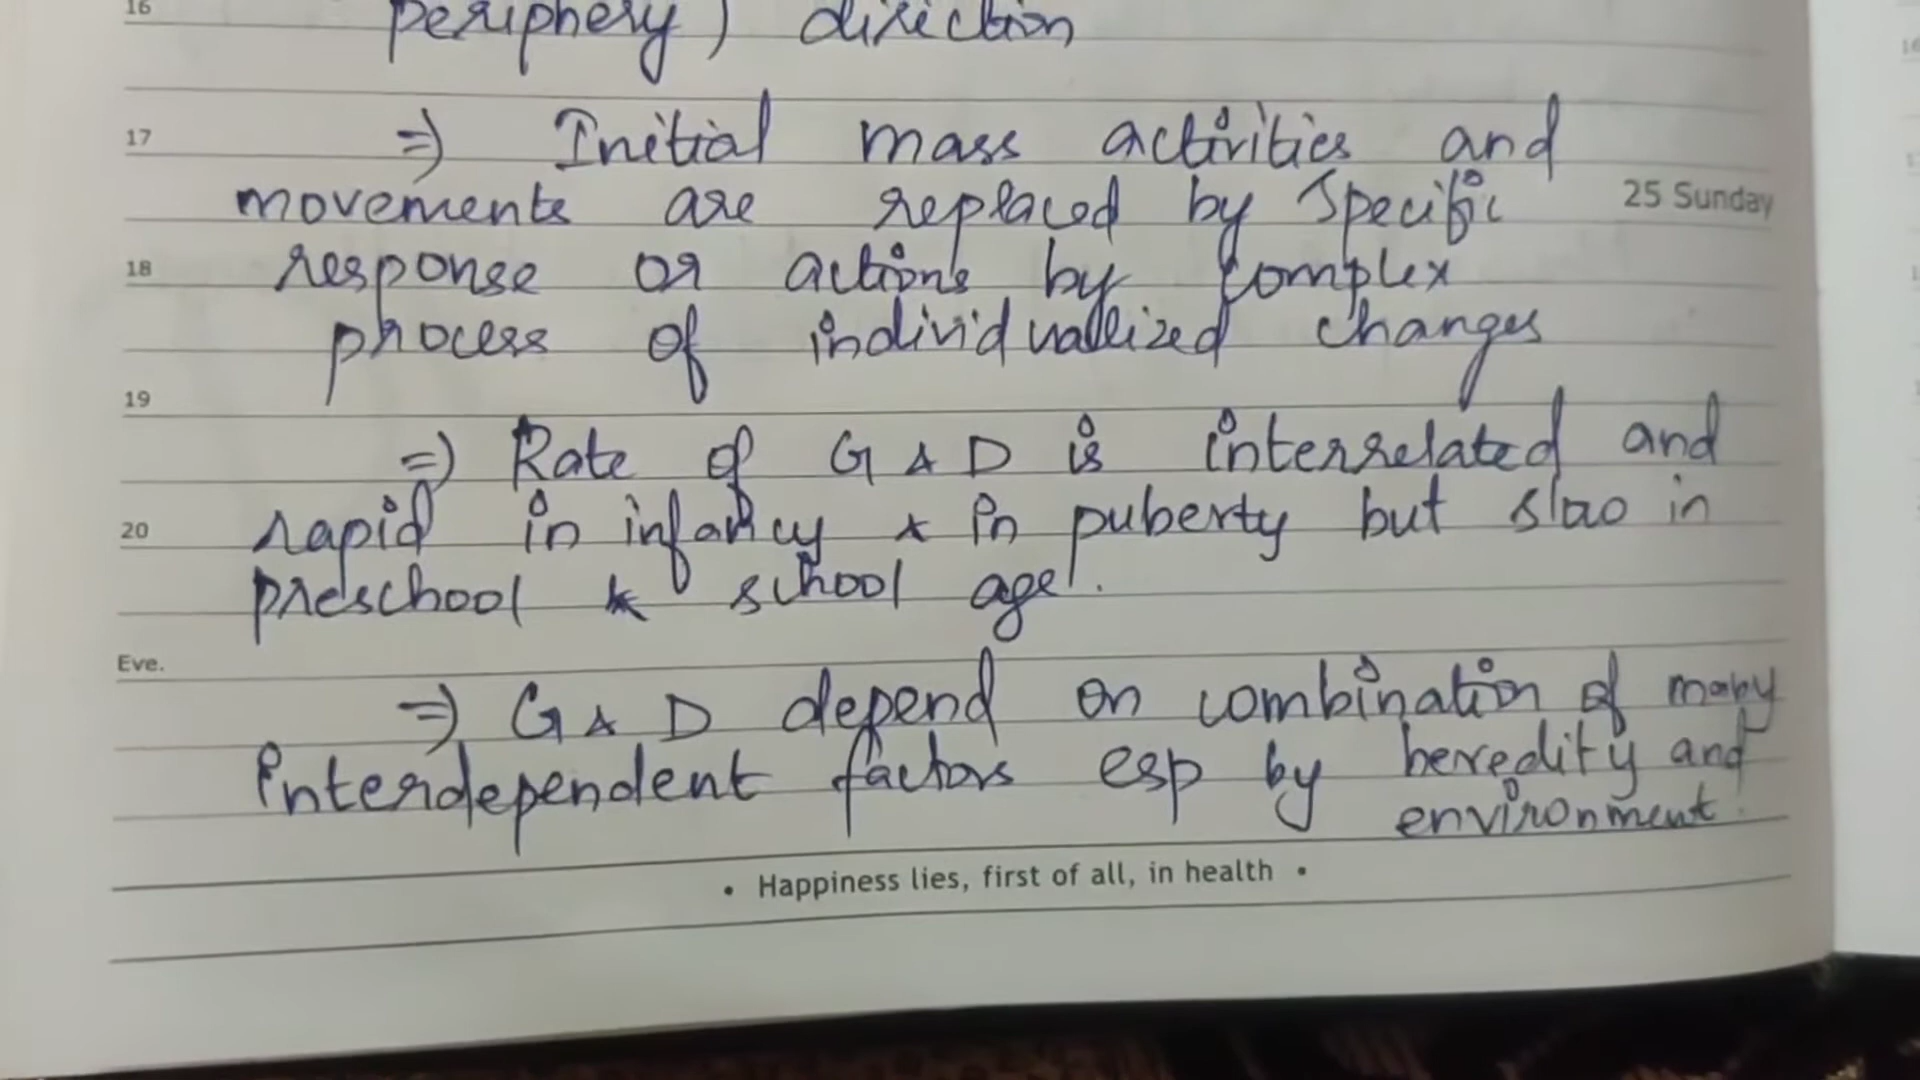 16
periphery) direction
17 => Initial mass activities and
movements are replaced by Specific
25 Sunday
18 response or actions by complex
process of individuallized changes
19
=> Rate of G & D is interrelated and
20 rapid in infancy & in puberty but slow in
preschool & school age.
Eve.
=> G & D depend on combination of many
interdependent factors esp by heredity and
environment.
• Happiness lies, first of all, in health •